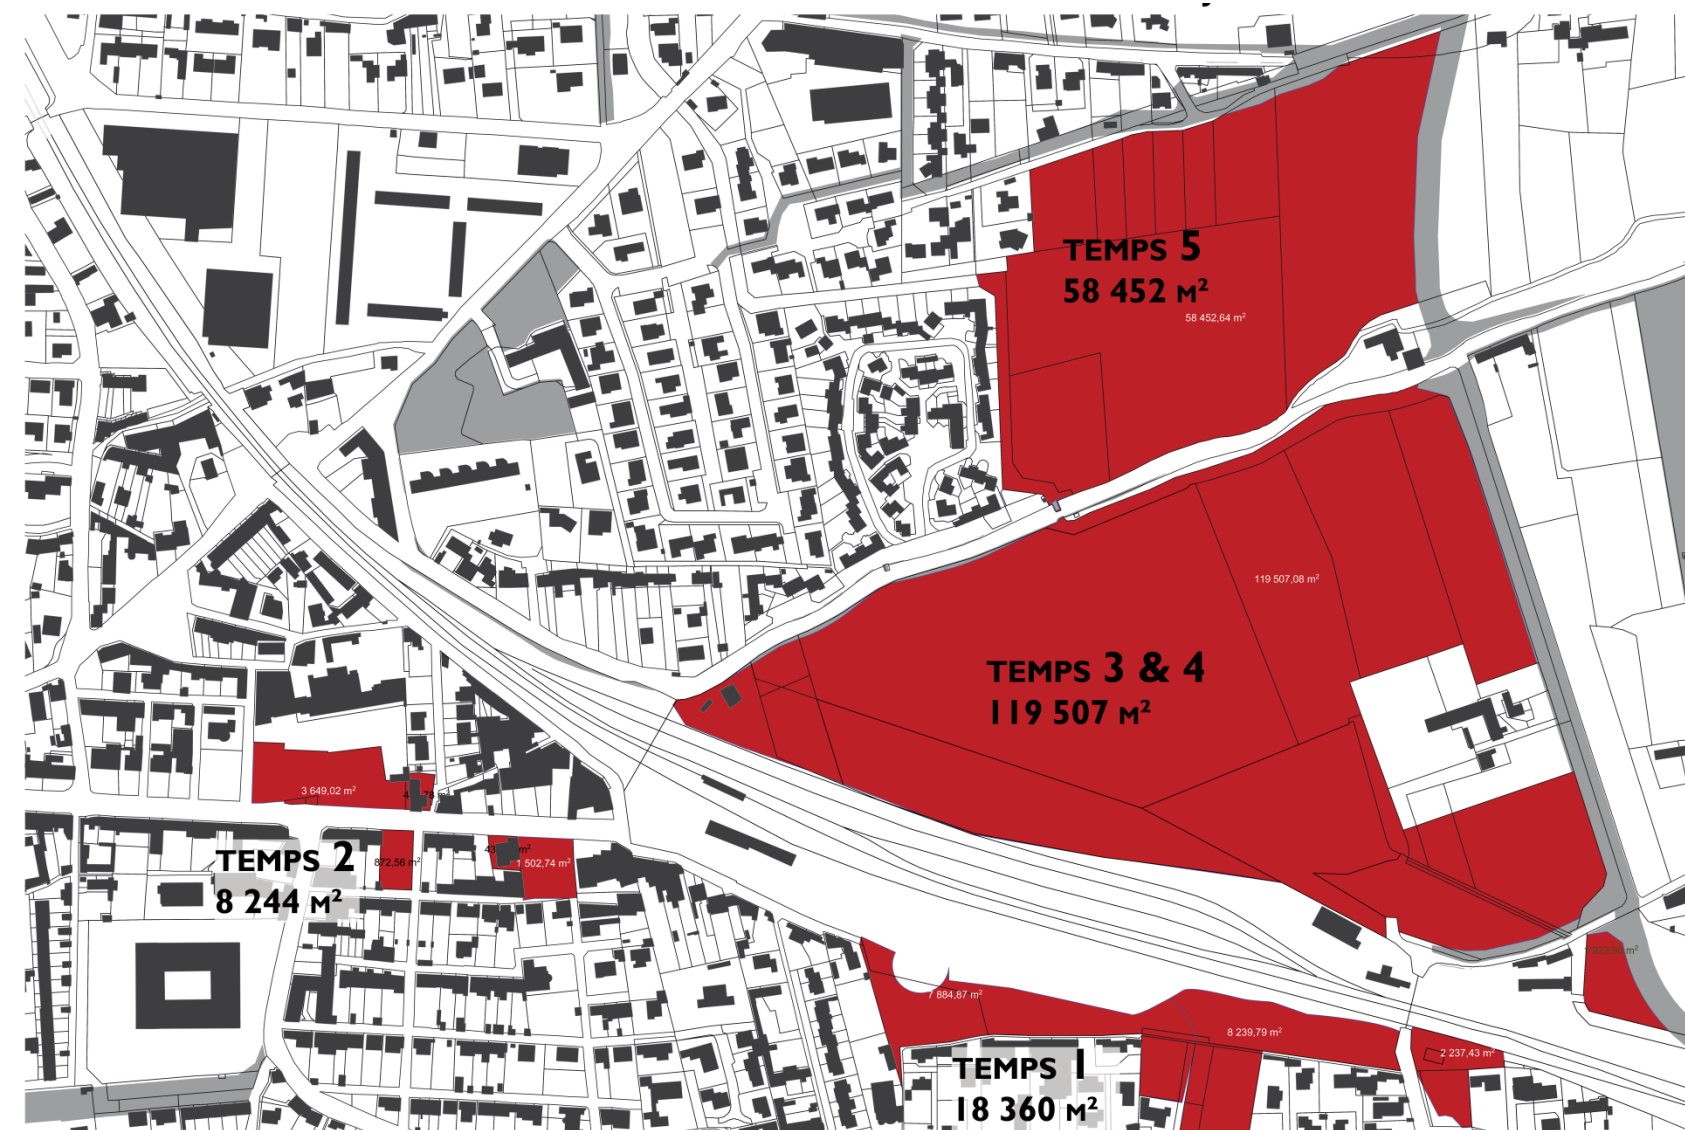 TEMPS 5
58 452 M²
58 452,64 m²
119 507,08 m²
TEMPS 3 & 4
119 507 M²
3 649,02 m²
TEMPS 2
8 244 M²
872,56 m²
1 502,74 m²
7 884,87 m²
8 239,79 m²
2 237,43 m²
TEMPS 1
18 360 M²